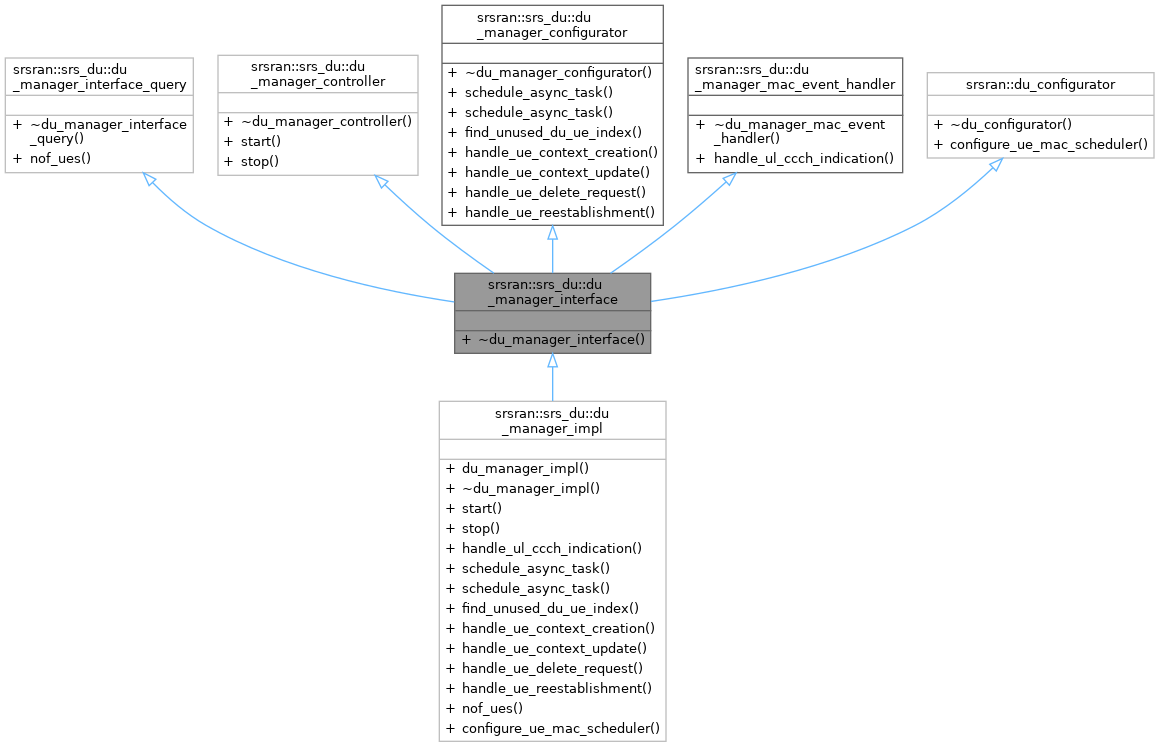 srsran::srs_du::du
_manager_interface_query
+ ~du_manager_interface
_query()
+ nof_ues()
srsran::srs_du::du
_manager_controller
+ ~du_manager_controller()
+ start()
+ stop()
srsran::srs_du::du
_manager_configurator
+ ~du_manager_configurator()
+ schedule_async_task()
+ schedule_async_task()
+ find_unused_du_ue_index()
+ handle_ue_context_creation()
+ handle_ue_context_update()
+ handle_ue_delete_request()
+ handle_ue_reestablishment()
srsran::srs_du::du
_manager_mac_event_handler
+ ~du_manager_mac_event
_handler()
+ handle_ul_ccch_indication()
srsran::du_configurator
+ ~du_configurator()
+ configure_ue_mac_scheduler()
srsran::srs_du::du
_manager_interface
+ ~du_manager_interface()
srsran::srs_du::du
_manager_impl
+ du_manager_impl()
+ ~du_manager_impl()
+ start()
+ stop()
+ handle_ul_ccch_indication()
+ schedule_async_task()
+ schedule_async_task()
+ find_unused_du_ue_index()
+ handle_ue_context_creation()
+ handle_ue_context_update()
+ handle_ue_delete_request()
+ handle_ue_reestablishment()
+ nof_ues()
+ configure_ue_mac_scheduler()